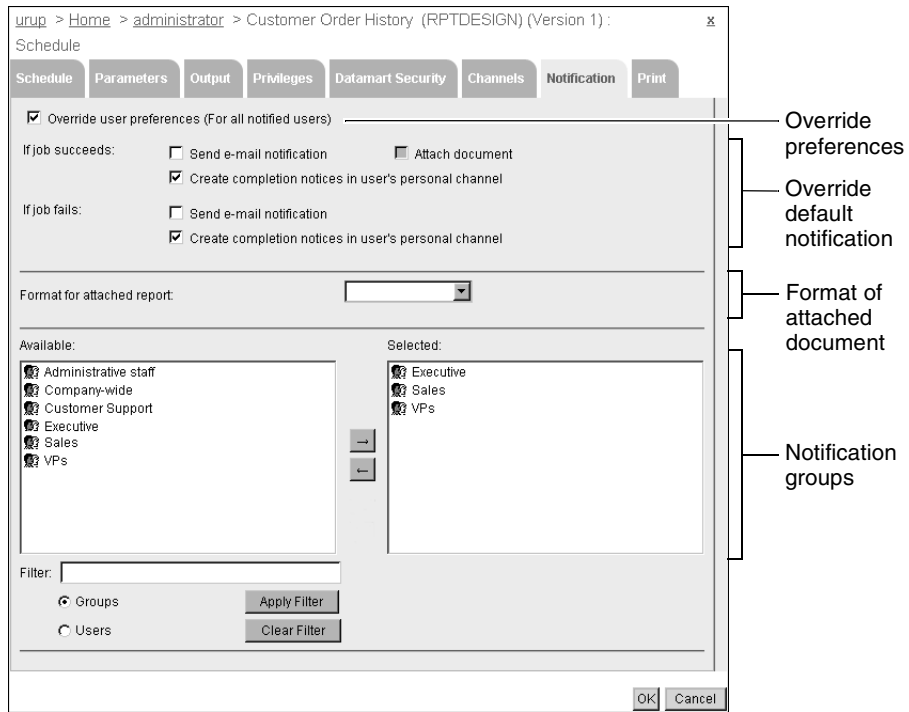 urup > Home > administrator > Customer Order History (RPTDESIGN) (Version 1) :
x
Schedule
Schedule Parameters Output Privileges Datamart Security Channels Notification Print
Override user preferences (For all notified users)
Override preferences
If job succeeds:
Send e-mail notification
Attach document
Create completion notices in user's personal channel
If job fails:
Send e-mail notification
Create completion notices in user's personal channel
Override
default
notification
Format for attached report:
Format of
attached
document
Available:
Administrative staff
Company-wide
Customer Support
Executive
Sales
VPs
→
←
Selected:
Executive
Sales
VPs
Notification
groups
Filter:
Groups
Apply Filter
Users
Clear Filter
OK Cancel